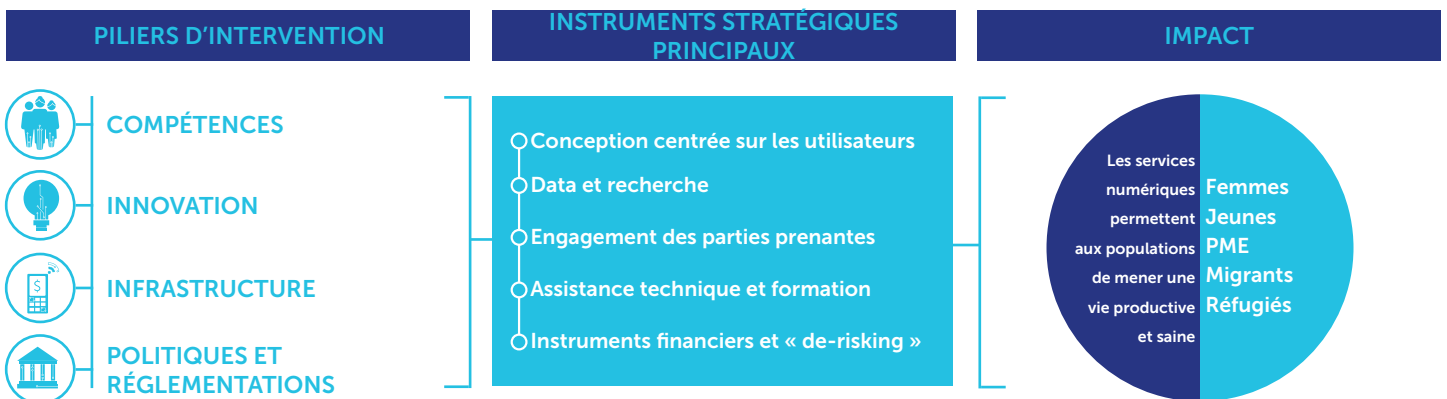 PILIERS D’INTERVENTION
COMPÉTENCES
INNOVATION
$
INFRASTRUCTURE
POLITIQUES ET
RÉGLEMENTATIONS
INSTRUMENTS STRATÉGIQUES
PRINCIPAUX
Conception centrée sur les utilisateurs
Data et recherche
Engagement des parties prenantes
Assistance technique et formation
Instruments financiers et « de-risking »
IMPACT
Les services
numériques
permettent
aux populations
de mener une
vie productive
et saine
Femmes
Jeunes
PME
Migrants
Réfugiés